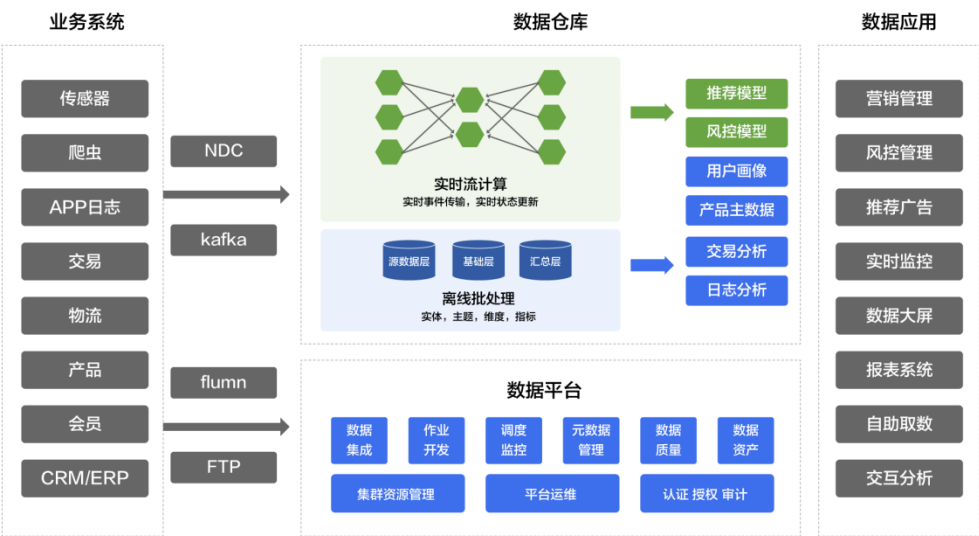 业务系统
传感器
爬虫
APP日志
交易
物流
产品
会员
CRM/ERP
NDC
kafka
flumn
FTP
数据仓库
实时流计算
实时事件传输，实时状态更新
源数据层
基础层
汇总层
离线批处理
实体，主题，维度，指标
推荐模型
风控模型
用户画像
产品主数据
交易分析
日志分析
数据平台
数据
集成
作业
开发
调度
监控
元数据
管理
数据
质量
数据
资产
集群资源管理
平台运维
认证 授权 审计
数据应用
营销管理
风控管理
推荐广告
实时监控
数据大屏
报表系统
自助取数
交互分析